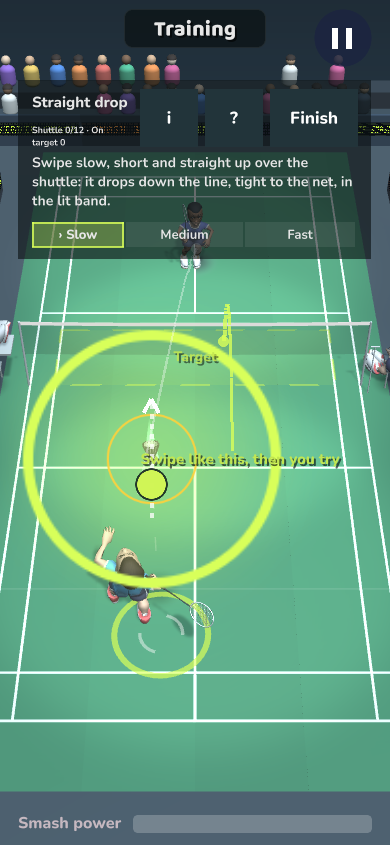 Training
Straight drop
Shuttle 0/12 · On
target 0
i
?
Finish
Swipe slow, short and straight up over the
shuttle: it drops down the line, tight to the net, in
the lit band.
› Slow
Medium
Fast
Target
Swipe like this, then you try
Smash power